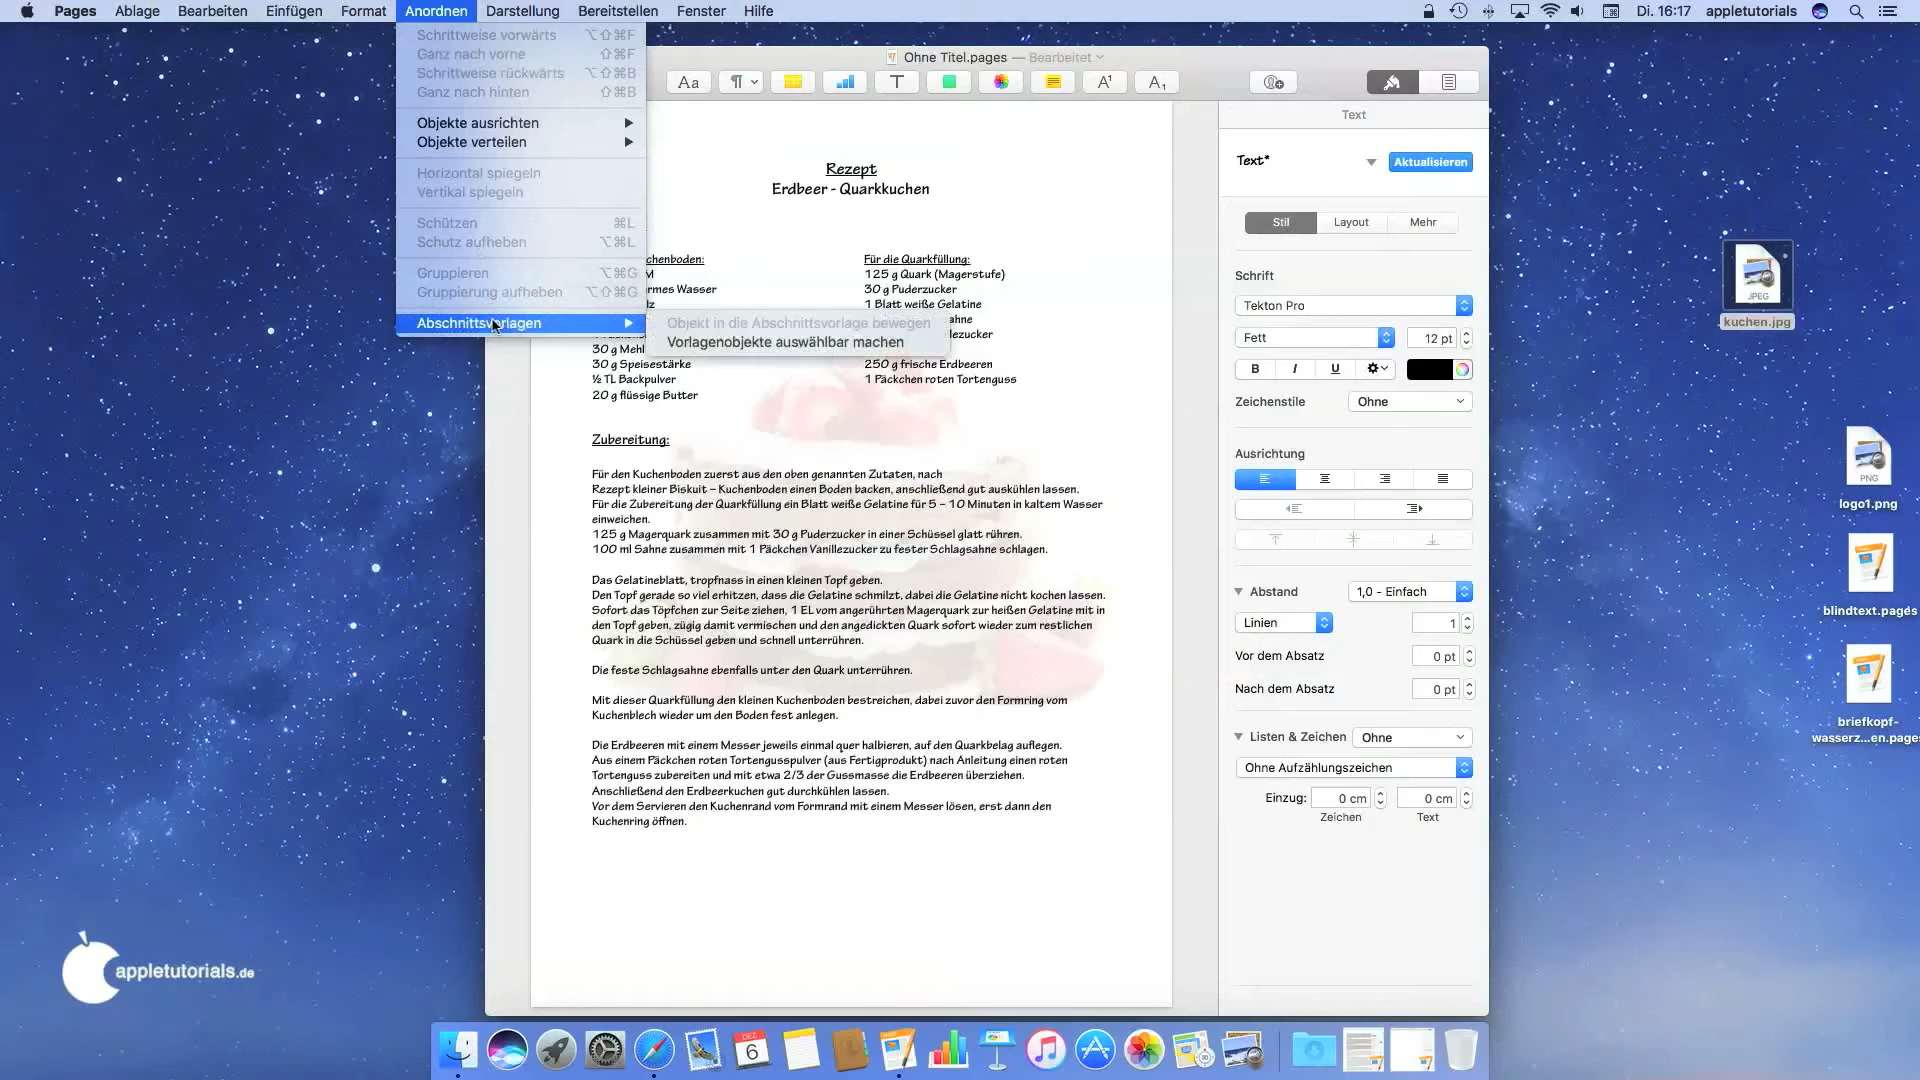 Pages Ablage Bearbeiten Einfügen Format Anordnen Darstellung Bereitstellen Fenster Hilfe Di. 16:17 appletutorials
Schrittweise vorwärts ⌥⇧⌘F
Ganz nach vorne ⇧⌘F
Schrittweise rückwärts ⌥⇧⌘B
Ganz nach hinten ⇧⌘B
Objekte ausrichten
Objekte verteilen
Horizontal spiegeln
Vertikal spiegeln
Schützen ⌘L
Schutz aufheben ⌥⌘L
Gruppieren ⌥⌘G
Gruppierung aufheben ⌥⇧⌘G
Abschnittsvorlagen
Objekt in die Abschnittsvorlage bewegen
Vorlagenobjekte auswählbar machen
Ohne Titel.pages — Bearbeitet
Rezept
Erdbeer - Quarkkuchen
chenboden:
M
rmes Wasser
lz
30 g Mehl
30 g Speisestärke
½ TL Backpulver
20 g flüssige Butter
Für die Quarkfüllung:
125 g Quark (Magerstufe)
30 g Puderzucker
1 Blatt weiße Gelatine
ahne
lezucker
250 g frische Erdbeeren
1 Päckchen roten Tortenguss
Zubereitung:
Für den Kuchenboden zuerst aus den oben genannten Zutaten, nach
Rezept kleiner Biskuit – Kuchenboden einen Boden backen, anschließend gut auskühlen lassen.
Für die Zubereitung der Quarkfüllung ein Blatt weiße Gelatine für 5 – 10 Minuten in kaltem Wasser
einweichen.
125 g Magerquark zusammen mit 30 g Puderzucker in einer Schüssel glatt rühren.
100 ml Sahne zusammen mit 1 Päckchen Vanillezucker zu fester Schlagsahne schlagen.
Das Gelatineblatt, tropfnass in einen kleinen Topf geben.
Den Topf gerade so viel erhitzen, dass die Gelatine schmilzt, dabei die Gelatine nicht kochen lassen.
Sofort das Töpfchen zur Seite ziehen, 1 EL vom angerührten Magerquark zur heißen Gelatine mit in
den Topf geben, zügig damit vermischen und den angedickten Quark sofort wieder zum restlichen
Quark in die Schüssel geben und schnell unterrühren.
Die feste Schlagsahne ebenfalls unter den Quark unterrühren.
Mit dieser Quarkfüllung den kleinen Kuchenboden bestreichen, dabei zuvor den Formring vom
Kuchenblech wieder um den Boden fest anlegen.
Die Erdbeeren mit einem Messer jeweils einmal quer halbieren, auf den Quarkbelag auflegen.
Aus einem Päckchen roten Tortengusspulver (aus Fertigprodukt) nach Anleitung einen roten
Tortenguss zubereiten und mit etwa 2/3 der Gussmasse die Erdbeeren überziehen.
Anschließend den Erdbeerkuchen gut durchkühlen lassen.
Vor dem Servieren den Kuchenrand vom Formrand mit einem Messer lösen, erst dann den
Kuchenring öffnen.
Text
Text* Aktualisieren
Stil Layout Mehr
Schrift
Tekton Pro
Fett 12 pt
B I U
Zeichenstile Ohne
Ausrichtung
Abstand 1,0 - Einfach
Linien 1
Vor dem Absatz 0 pt
Nach dem Absatz 0 pt
Listen & Zeichen Ohne
Ohne Aufzählungszeichen
Einzug: 0 cm 0 cm
Zeichen Text
JPEG
kuchen.jpg
PNG
logo1.png
blindtext.pages
briefkopf-
wasserz...en.pages
appletutorials.de
DEZ
6